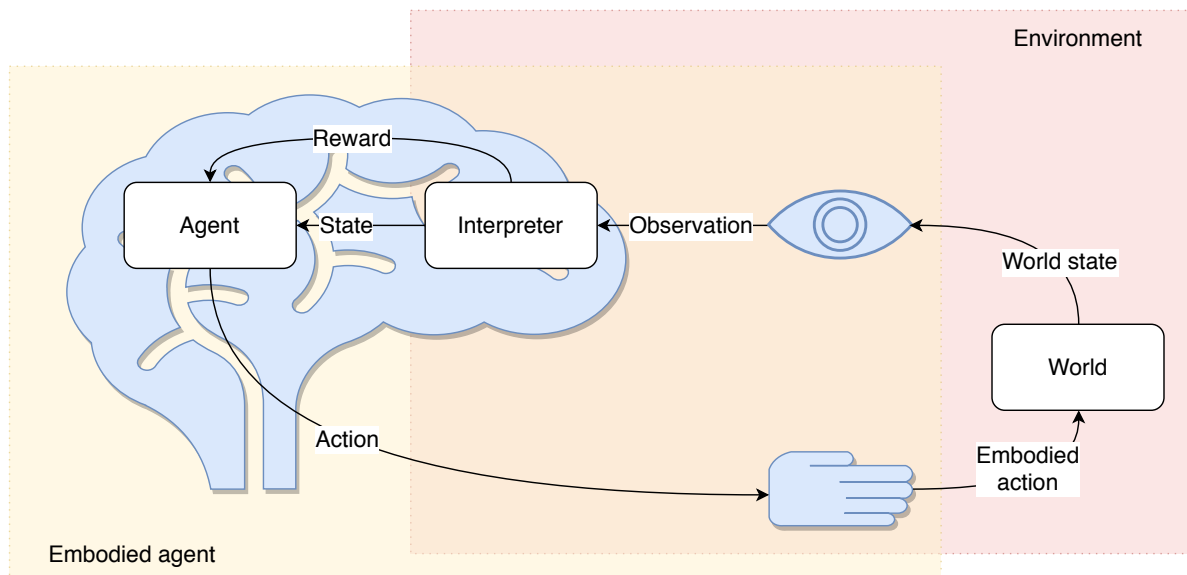 Environment
Reward
Agent
State
Interpreter
Observation
World state
World
Action
Embodied
action
Embodied agent